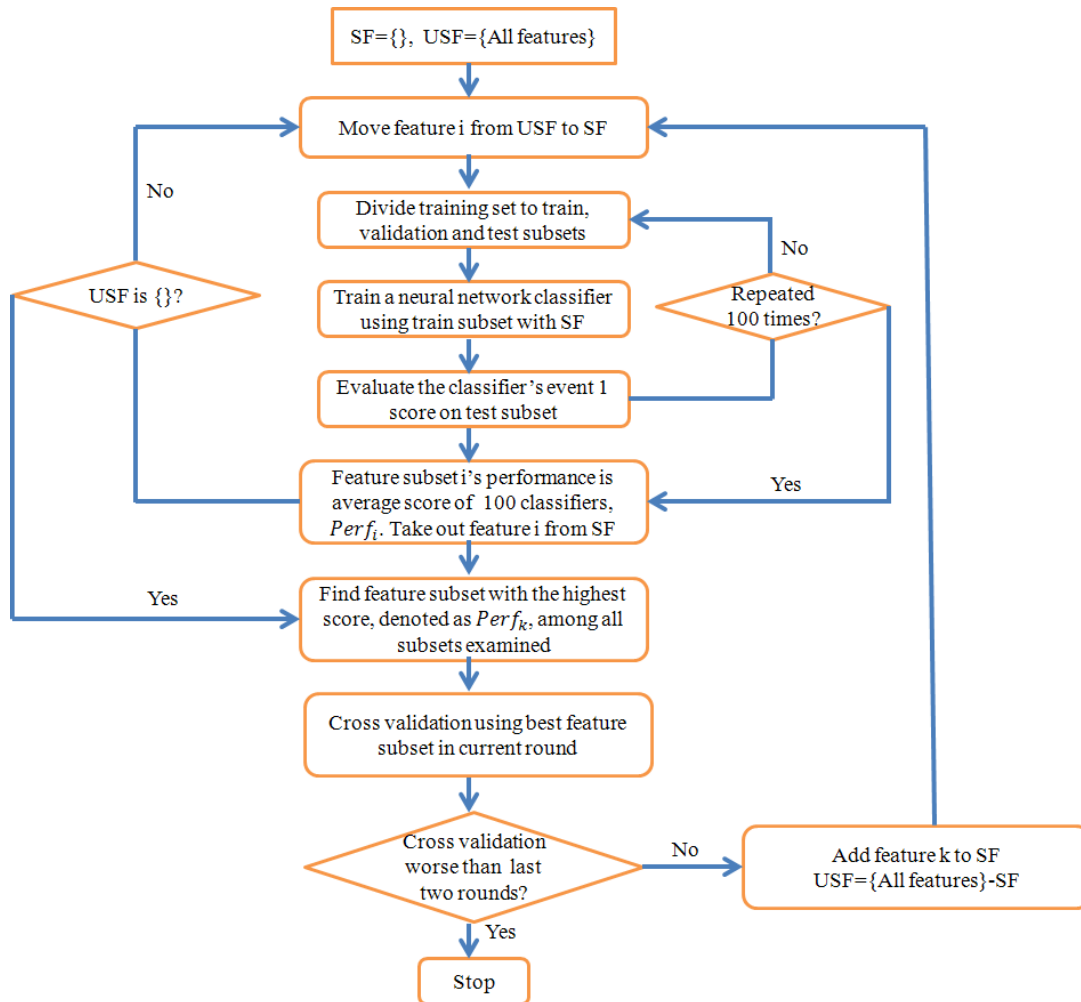 SF={}, USF={All features}
Move feature i from USF to SF
No
Divide training set to train,
validation and test subsets
No
USF is {}?
Train a neural network classifier
using train subset with SF
Repeated
100 times?
Evaluate the classifier’s event 1
score on test subset
Feature subset i’s performance is
average score of 100 classifiers,
Perf_i. Take out feature i from SF
Yes
Yes
Find feature subset with the highest
score, denoted as Perf_k, among all
subsets examined
Cross validation using best feature
subset in current round
Cross validation
worse than last
two rounds?
No
Add feature k to SF
USF={All features}-SF
Yes
Stop